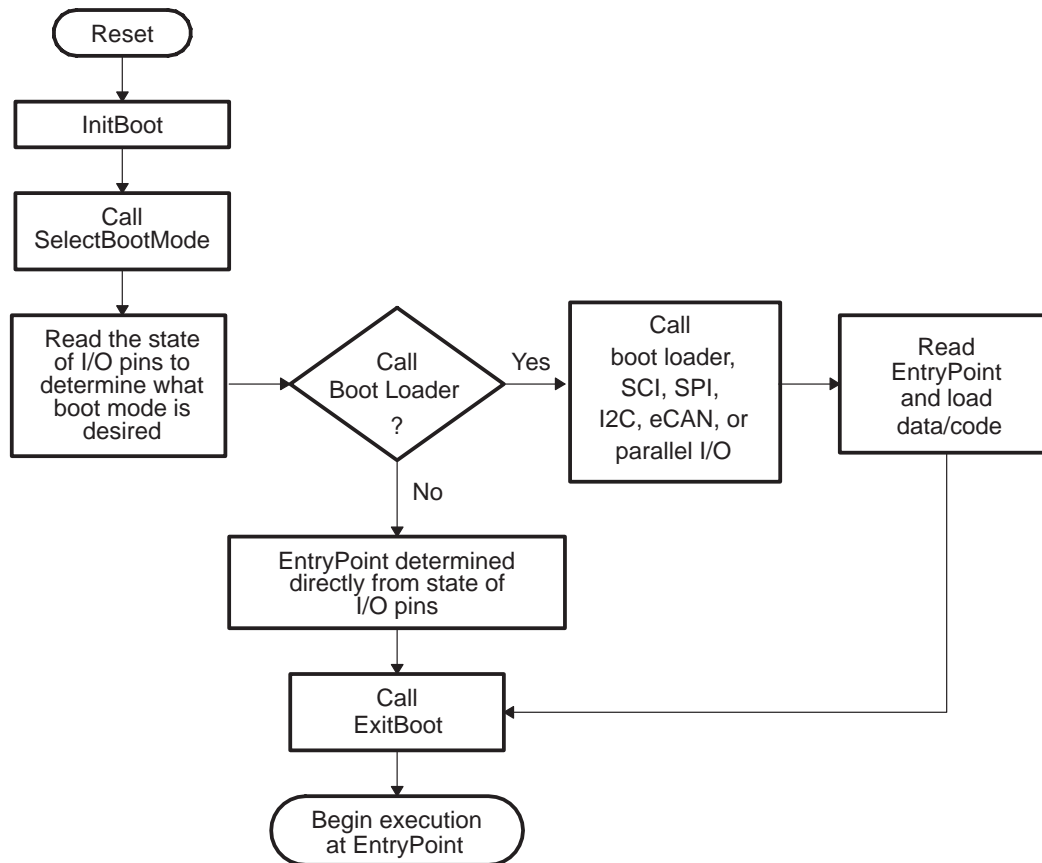 Reset
InitBoot
Call
SelectBootMode
Read the state
of I/O pins to
determine what
boot mode is
desired
Call
Boot Loader
?
Yes
Call
boot loader,
SCI, SPI,
I2C, eCAN, or
parallel I/O
Read
EntryPoint
and load
data/code
No
EntryPoint determined
directly from state of
I/O pins
Call
ExitBoot
Begin execution
at EntryPoint